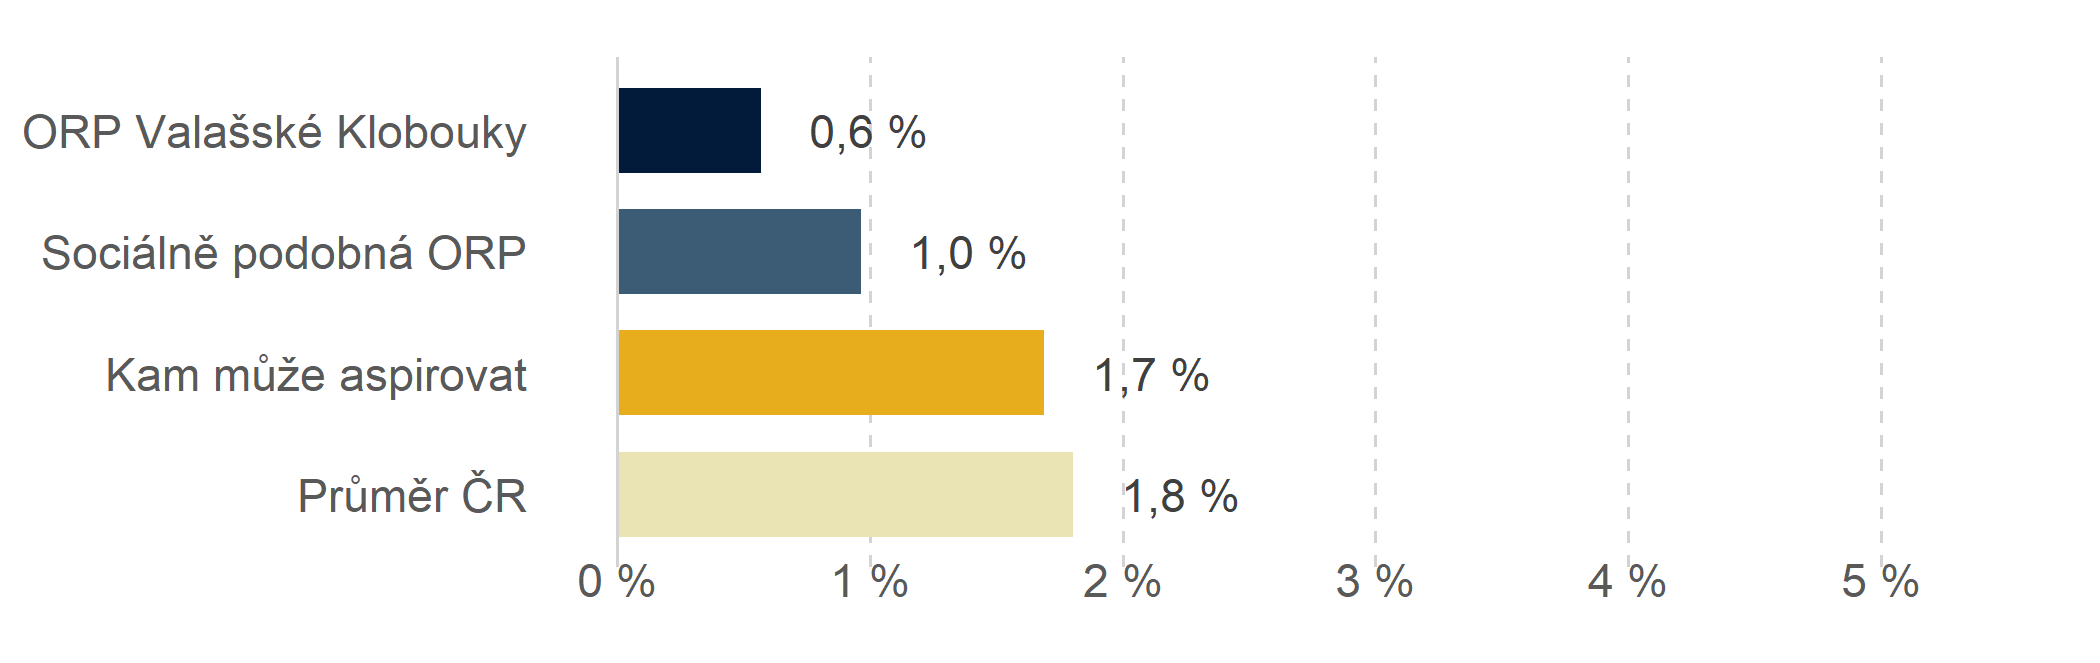 ORP Valašské Klobouky
0,6 %
Sociálně podobná ORP
1,0 %
Kam může aspirovat
1,7 %
Průměr ČR
1,8 %
0 %
1 %
2 %
3 %
4 %
5 %